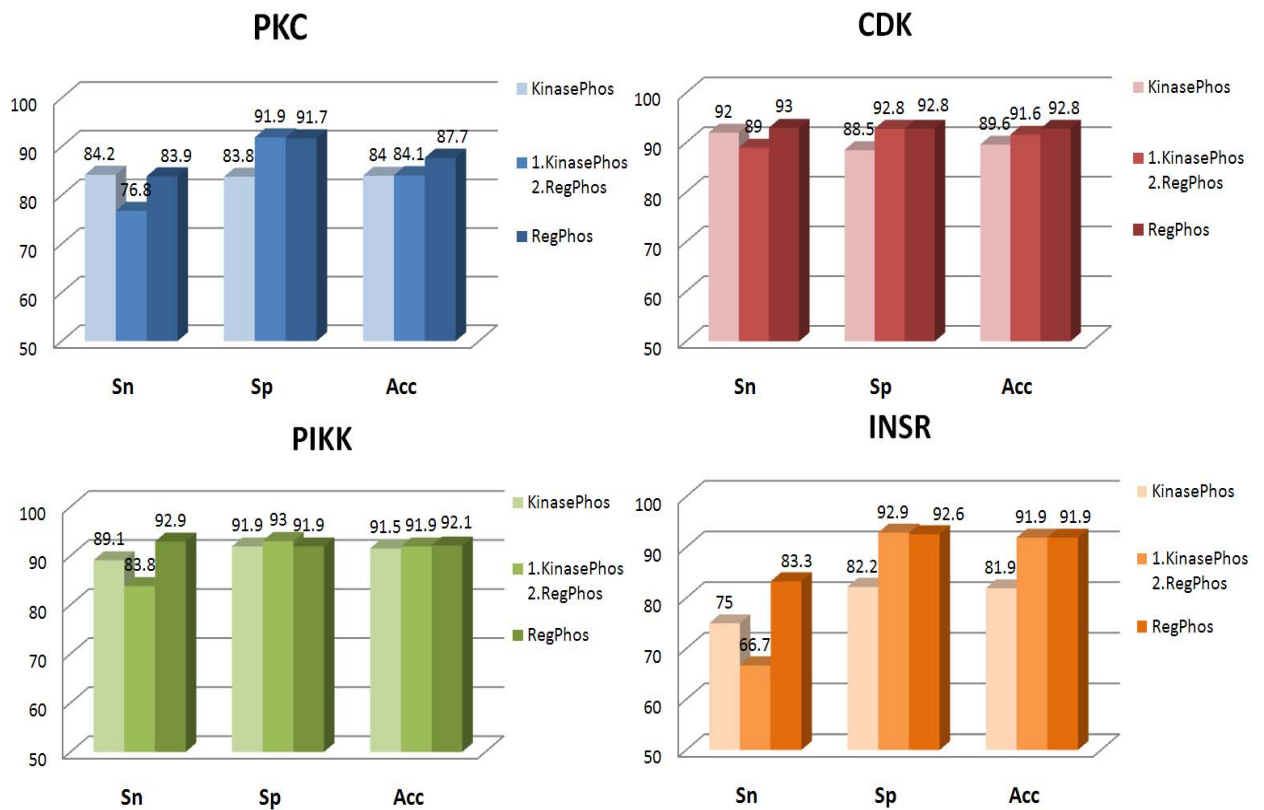 PKC
100
90
80
70
60
50
84.2
76.8
83.9
83.8
91.9
91.7
84
84.1
87.7
Sn
Sp
Acc
KinasePhos
1.KinasePhos
2.RegPhos
RegPhos
CDK
100
90
80
70
60
50
92
89
93
88.5
92.8
92.8
89.6
91.6
92.8
Sn
Sp
Acc
KinasePhos
1.KinasePhos
2.RegPhos
RegPhos
PIKK
100
90
80
70
60
50
89.1
83.8
92.9
91.9
93
91.9
91.5
91.9
92.1
Sn
Sp
Acc
KinasePhos
1.KinasePhos
2.RegPhos
RegPhos
INSR
100
90
80
70
60
50
75
66.7
83.3
82.2
92.9
92.6
81.9
91.9
91.9
Sn
Sp
Acc
KinasePhos
1.KinasePhos
2.RegPhos
RegPhos